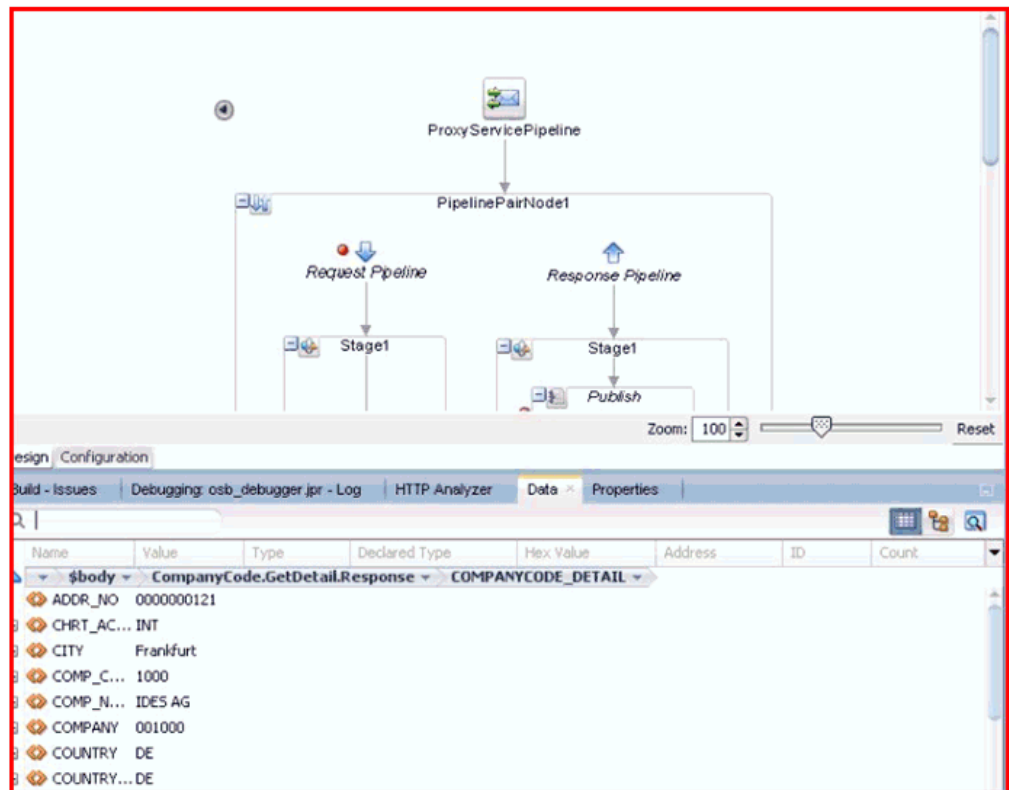 ProxyServicePipeline
PipelinePairNode1
Request Pipeline
Response Pipeline
Stage1
Stage1
Publish
Zoom: 100 Reset
esign Configuration
Build - Issues Debugging: osb_debugger.jpr - Log HTTP Analyzer Data × Properties
Name Value Type Declared Type Hex Value Address ID Count
$body CompanyCode.GetDetail.Response COMPANYCODE_DETAIL
ADDR_NO 0000000121
CHRT_AC... INT
CITY Frankfurt
COMP_C... 1000
COMP_N... IDES AG
COMPANY 001000
COUNTRY DE
COUNTRY... DE